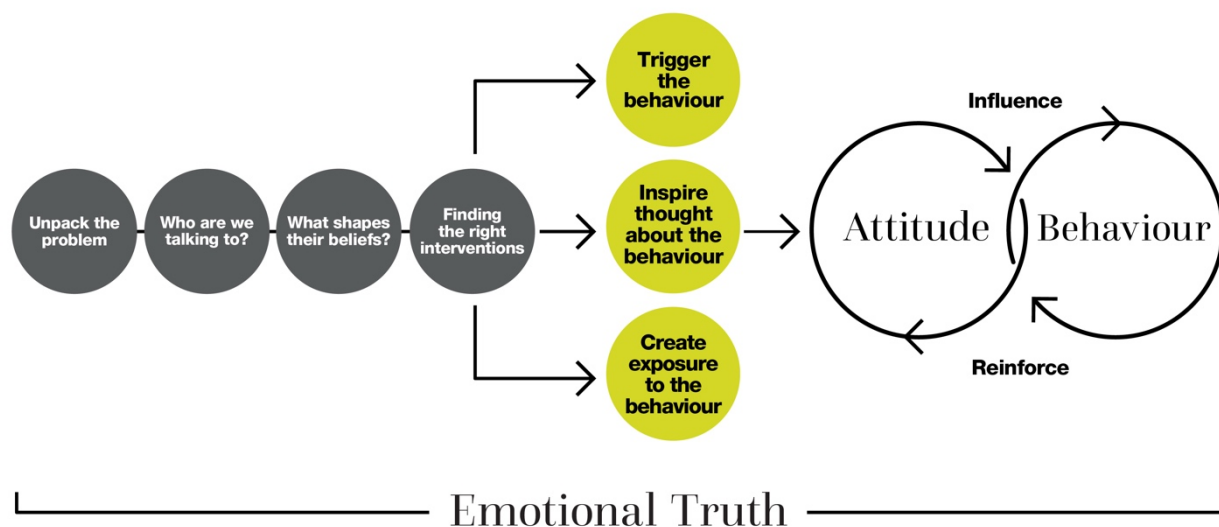 Unpack the
problem
Who are we
talking to?
What shapes
their beliefs?
Finding
the right
interventions
Trigger
the
behaviour
Inspire
thought
about the
behaviour
Create
exposure
to the
behaviour
Influence
Attitude
Behaviour
Reinforce
Emotional Truth